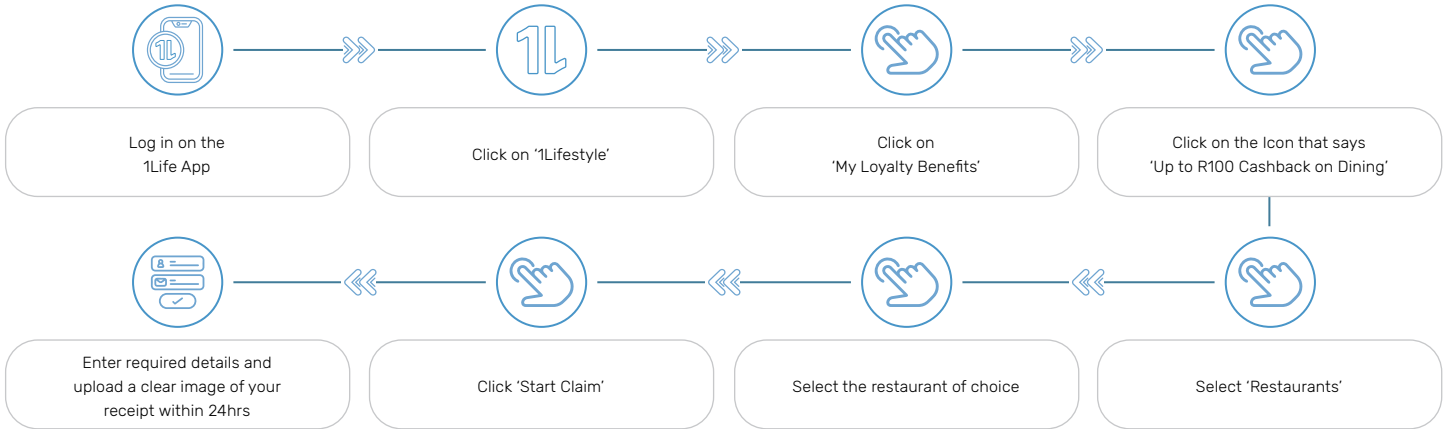 Log in on the
1Life App
Click on ‘1Lifestyle’
Click on
‘My Loyalty Benefits’
Click on the Icon that says
‘Up to R100 Cashback on Dining’
Select ‘Restaurants’
Select the restaurant of choice
Click ‘Start Claim’
Enter required details and
upload a clear image of your
receipt within 24hrs